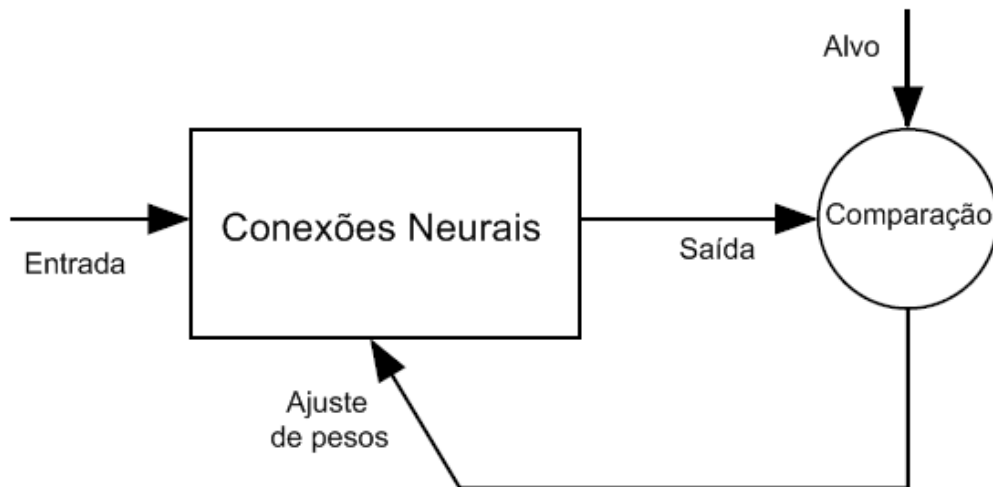 Alvo
Conexões Neurais
Comparação
Entrada
Saída
Ajuste
de pesos